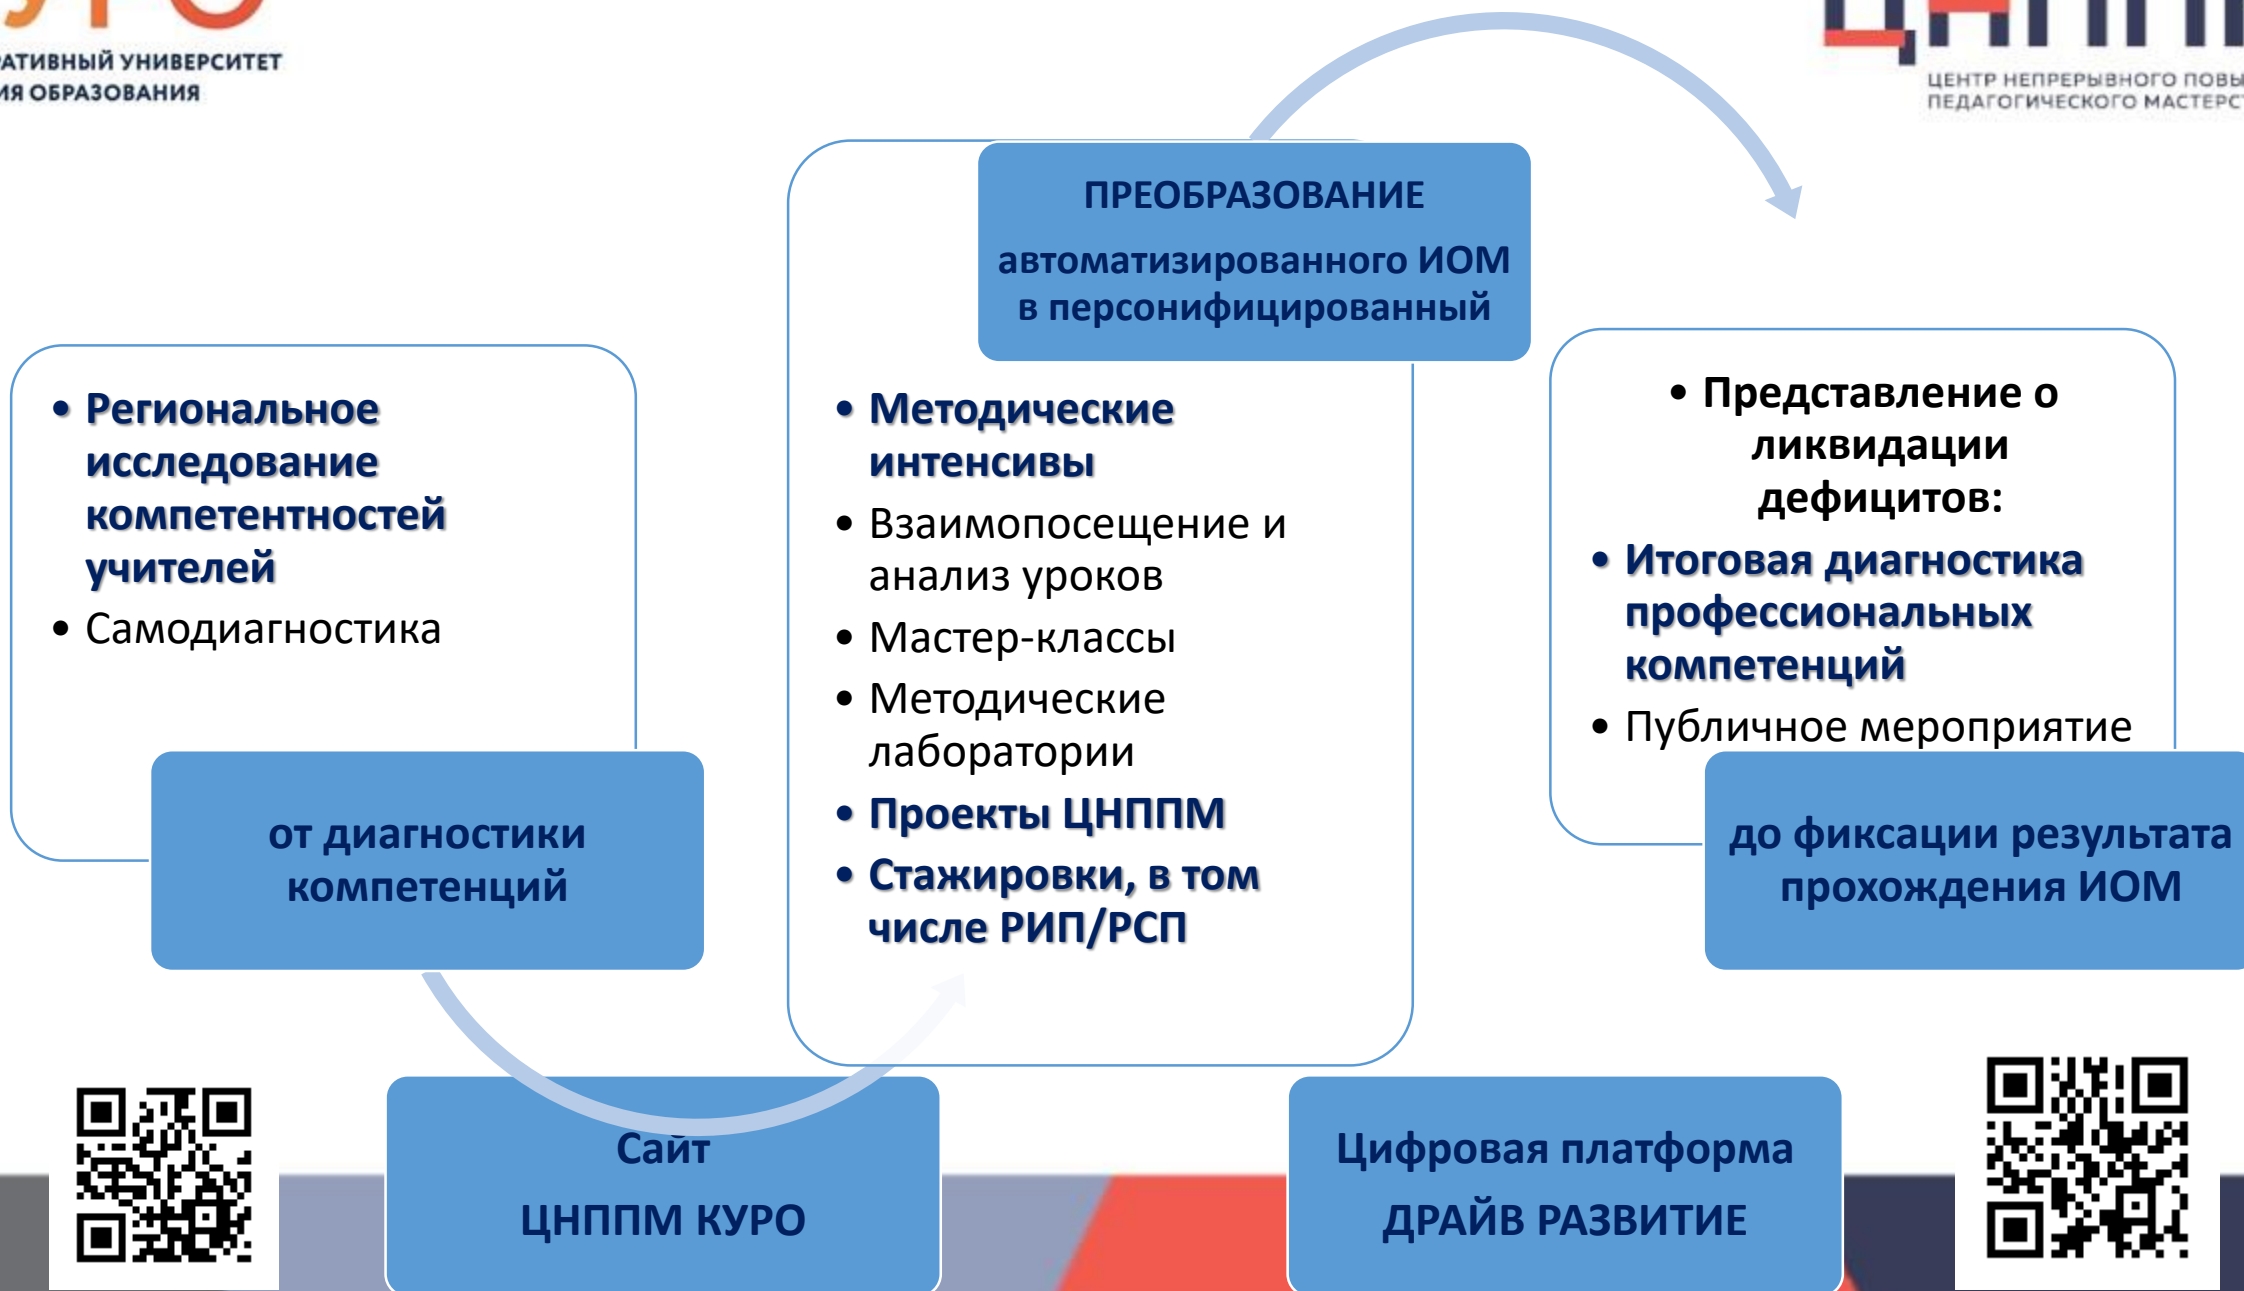 УРО
АТИВНЫЙ УНИВЕРСИТЕТ
ИЯ ОБРАЗОВАНИЯ
ЦНПП
ЦЕНТР НЕПРЕРЫВНОГО ПОВЫ
ПЕДАГОГИЧЕСКОГО МАСТЕРС
• Региональное
исследование
компетентностей
учителей
• Самодиагностика
от диагностики
компетенций
ПРЕОБРАЗОВАНИЕ
автоматизированного ИОМ
в персонифицированный
• Методические
интенсивы
• Взаимопосещение и
анализ уроков
• Мастер-классы
• Методические
лаборатории
• Проекты ЦНППМ
• Стажировки, в том
числе РИП/РСП
• Представление о
ликвидации
дефицитов:
• Итоговая диагностика
профессиональных
компетенций
• Публичное мероприятие
до фиксации результата
прохождения ИОМ
Сайт
ЦНППМ КУРО
Цифровая платформа
ДРАЙВ РАЗВИТИЕ